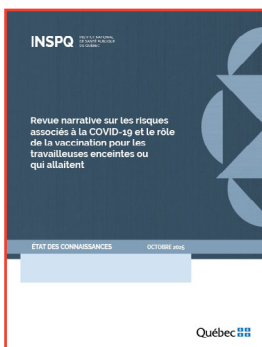 INSPQ
INSTITUT NATIONAL
DE SANTÉ PUBLIQUE
DU QUÉBEC
Revue narrative sur les risques
associés à la COVID-19 et le rôle
de la vaccination pour les
travailleuses enceintes ou
qui allaitent
ÉTAT DES CONNAISSANCES
OCTOBRE 2025
Québec